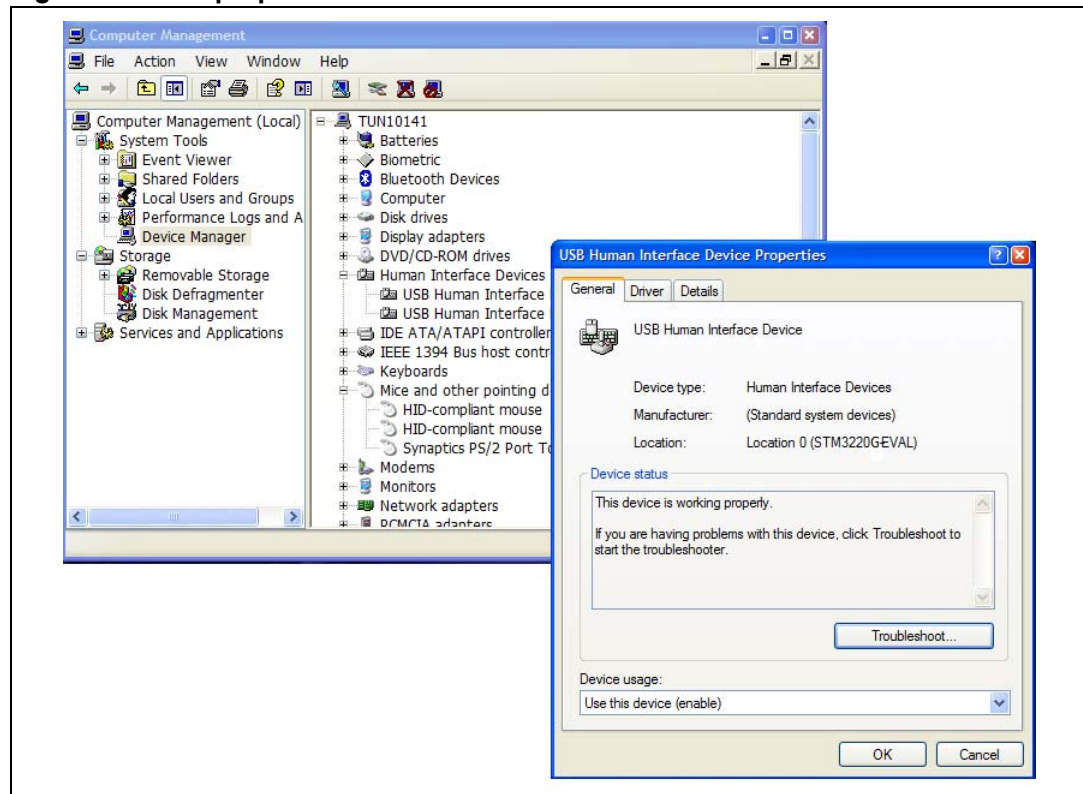 Computer Management
File Action View Window Help
Computer Management (Local)
System Tools
Event Viewer
Shared Folders
Local Users and Groups
Performance Logs and A
Device Manager
Storage
Removable Storage
Disk Defragmenter
Disk Management
Services and Applications
TUN10141
Batteries
Biometric
Bluetooth Devices
Computer
Disk drives
Display adapters
DVD/CD-ROM drives
Human Interface Devices
USB Human Interface
USB Human Interface
IDE ATA/ATAPI controller
IEEE 1394 Bus host contr
Keyboards
Mice and other pointing d
HID-compliant mouse
HID-compliant mouse
Synaptics PS/2 Port To
Modems
Monitors
Network adapters
PCMCIA adapters
USB Human Interface Device Properties
General Driver Details
USB Human Interface Device
Device type: Human Interface Devices
Manufacturer: (Standard system devices)
Location: Location 0 (STM3220G-EVAL)
Device status
This device is working properly.
If you are having problems with this device, click Troubleshoot to
start the troubleshooter.
Troubleshoot...
Device usage:
Use this device (enable)
OK Cancel